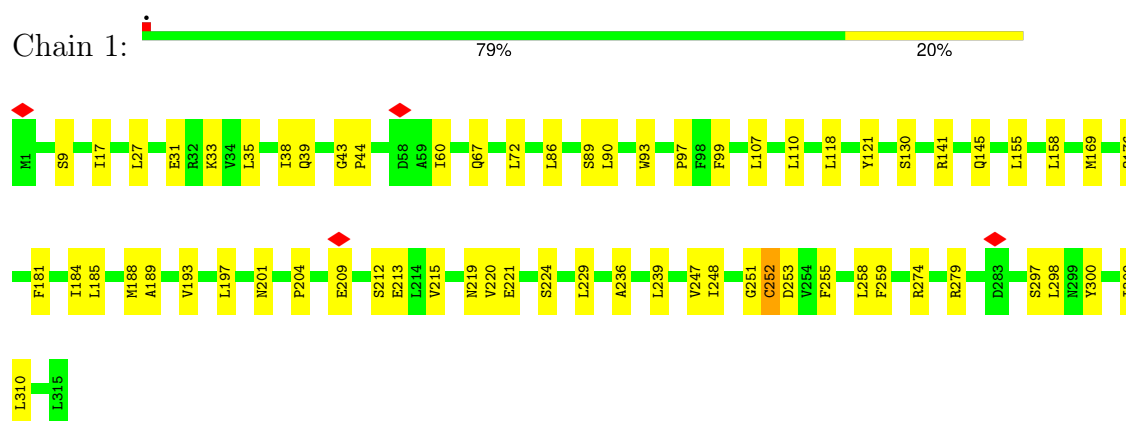 Chain 1:
79% 20%
M1 S9 I17 L27 E31 R32 K33 V34 L35 I38 Q39 G43 P44 D58 A59 I60 Q67 L72 L86 S89 L90 W93 P97 F98 F99 L107 L110 L118 Y121 S130 R141 Q145 L155 L158 M169
F181 I184 L185 M188 A189 V193 L197 N201 P204 E209 S212 E213 L214 V215 N219 V220 E221 S224 L229 A236 L239 V247 I248 G251 C252 D253 V254 F255 L258 F259 R274 R279 D283 S297 L298 N299 Y300
L310 L315